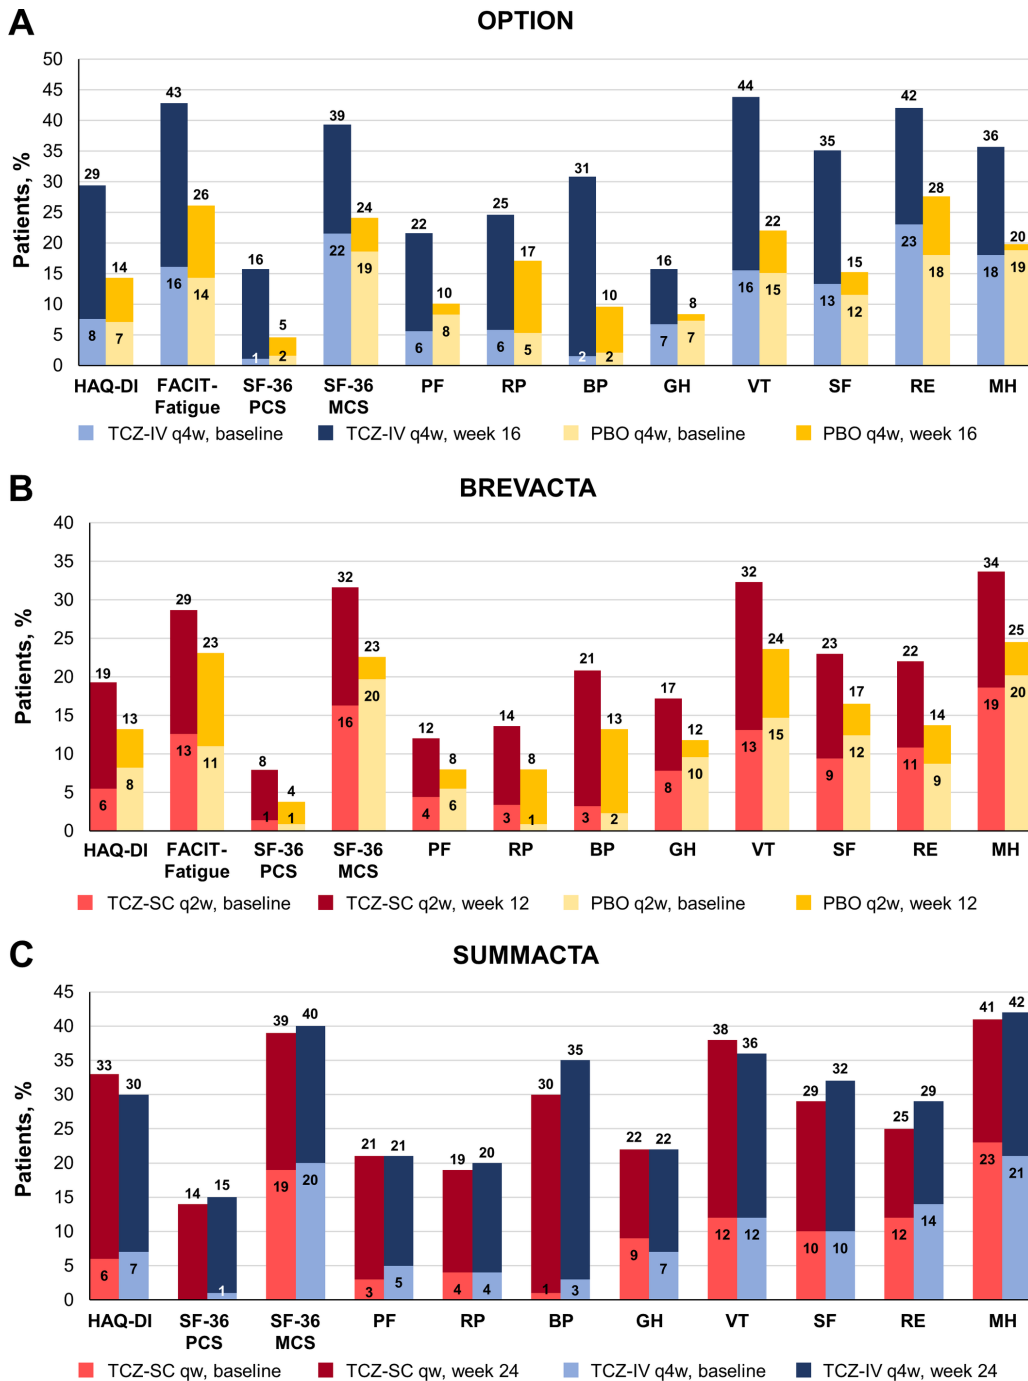 A
OPTION
Patients, %
50
45
40
35
30
25
20
15
10
5
0
29 8 14 7
43 16 26 14
16 1 5 2
39 22 24 19
22 6 10 8
25 6 17 5
31 2 10 2
16 7 8 7
44 16 22 15
35 13 15 12
42 23 28 18
36 18 20 19
HAQ-DI FACIT-Fatigue SF-36 PCS SF-36 MCS PF RP BP GH VT SF RE MH
TCZ-IV q4w, baseline TCZ-IV q4w, week 16 PBO q4w, baseline PBO q4w, week 16
B
BREVACTA
Patients, %
40
35
30
25
20
15
10
5
0
19 6 13 8
29 13 23 11
8 1 4 1
32 16 23 20
12 4 8 6
14 3 8 1
21 3 13 2
17 8 12 10
32 13 24 15
23 9 17 12
22 11 14 9
34 19 25 20
HAQ-DI FACIT-Fatigue SF-36 PCS SF-36 MCS PF RP BP GH VT SF RE MH
TCZ-SC q2w, baseline TCZ-SC q2w, week 12 PBO q2w, baseline PBO q2w, week 12
C
SUMMACTA
Patients, %
45
40
35
30
25
20
15
10
5
0
33 6 30 7
14 15 1
39 19 40 20
21 3 21 5
19 4 20 4
30 1 35 3
22 9 22 7
38 12 36 12
29 10 32 10
25 12 29 14
41 23 42 21
HAQ-DI SF-36 PCS SF-36 MCS PF RP BP GH VT SF RE MH
TCZ-SC qw, baseline TCZ-SC qw, week 24 TCZ-IV q4w, baseline TCZ-IV q4w, week 24